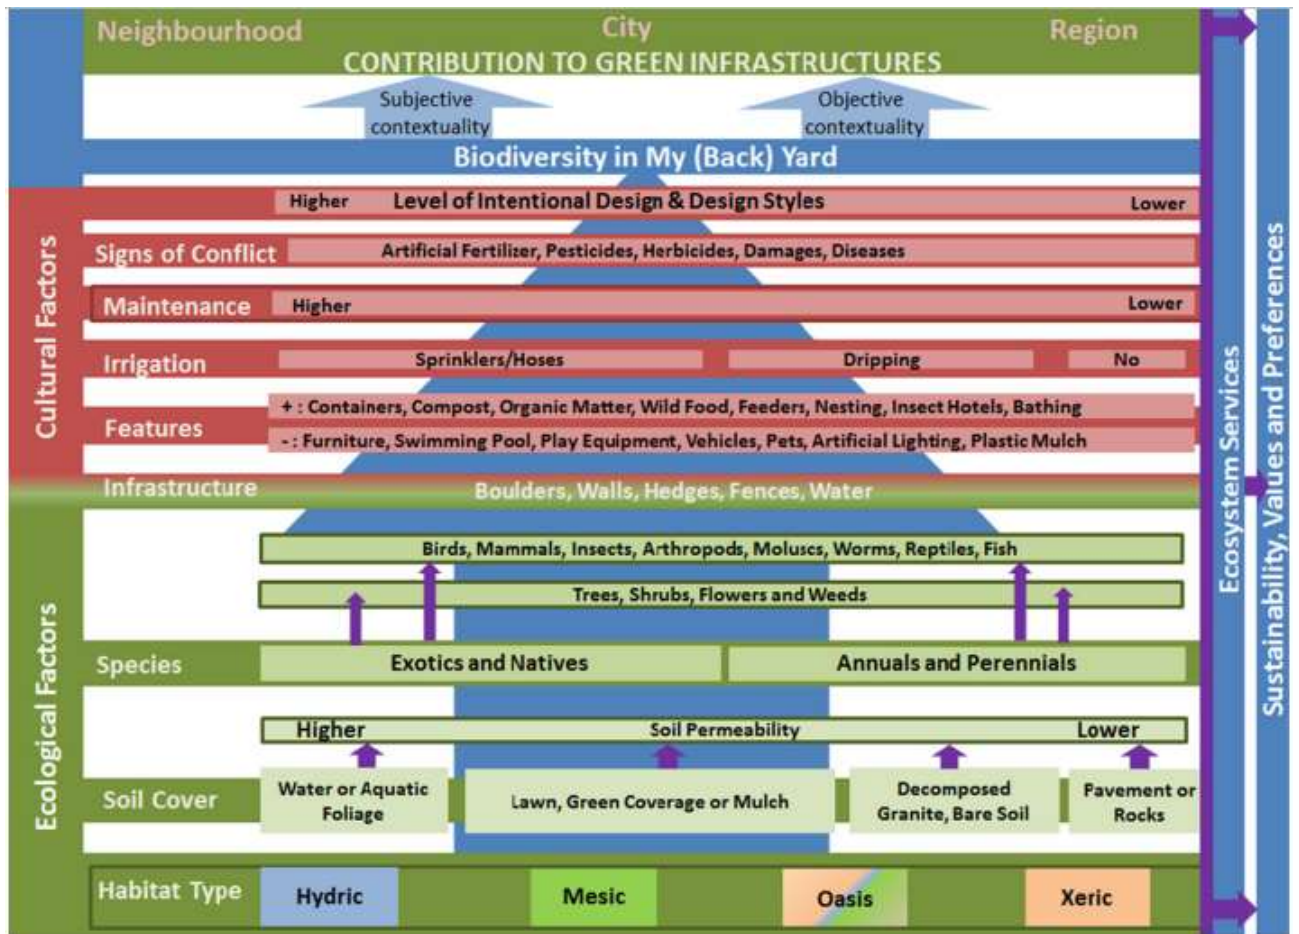 Neighbourhood City Region
CONTRIBUTION TO GREEN INFRASTRUCTURES
Subjective
contextuality
Objective
contextuality
Biodiversity in My (Back) Yard
Higher Level of Intentional Design & Design Styles Lower
Signs of Conflict Artificial Fertilizer, Pesticides, Herbicides, Damages, Diseases
Maintenance Higher Lower
Irrigation Sprinklers/Hoses Dripping No
Features
+ : Containers, Compost, Organic Matter, Wild Food, Feeders, Nesting, Insect Hotels, Bathing
- : Furniture, Swimming Pool, Play Equipment, Vehicles, Pets, Artificial Lighting, Plastic Mulch
Infrastructure Boulders, Walls, Hedges, Fences, Water
Birds, Mammals, Insects, Arthropods, Moluscs, Worms, Reptiles, Fish
Trees, Shrubs, Flowers and Weeds
Species Exotics and Natives Annuals and Perennials
Higher Soil Permeability Lower
Soil Cover
Water or Aquatic
Foliage
Lawn, Green Coverage or Mulch
Decomposed
Granite, Bare Soil
Pavement or
Rocks
Habitat Type Hydric Mesic Oasis Xeric
Cultural Factors
Ecological Factors
Ecosystem Services
Sustainability, Values and Preferences